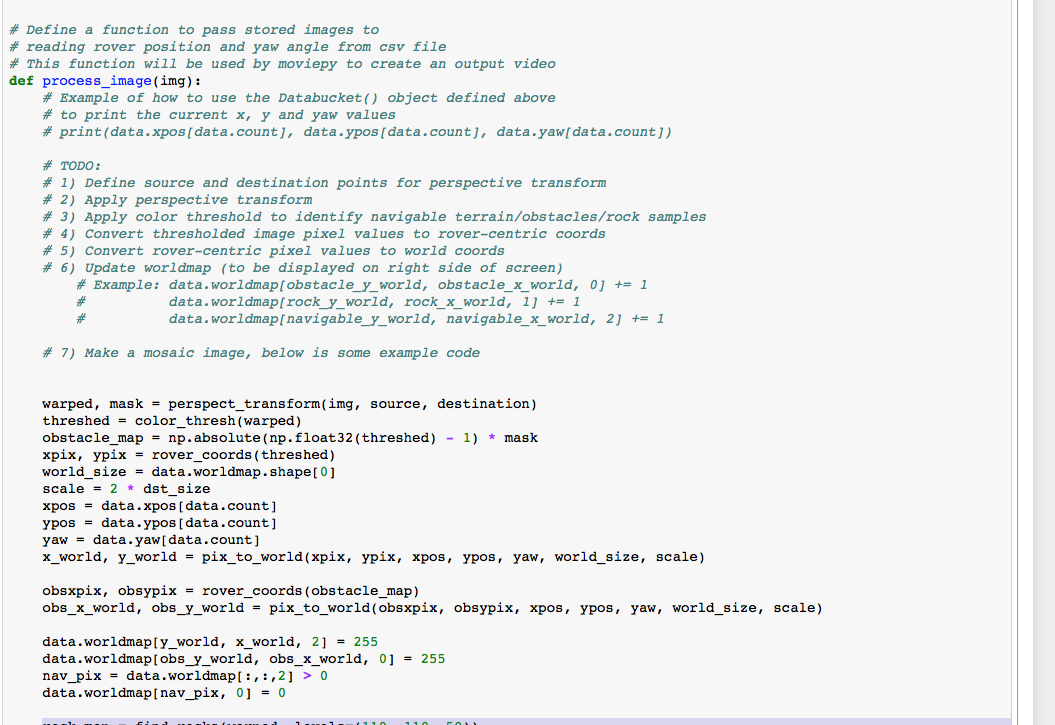 # Define a function to pass stored images to
# reading rover position and yaw angle from csv file
# This function will be used by moviepy to create an output video
def process_image(img):
    # Example of how to use the Databucket() object defined above
    # to print the current x, y and yaw values
    # print(data.xpos[data.count], data.ypos[data.count], data.yaw[data.count])
    # TODO:
    # 1) Define source and destination points for perspective transform
    # 2) Apply perspective transform
    # 3) Apply color threshold to identify navigable terrain/obstacles/rock samples
    # 4) Convert thresholded image pixel values to rover-centric coords
    # 5) Convert rover-centric pixel values to world coords
    # 6) Update worldmap (to be displayed on right side of screen)
        # Example: data.worldmap[obstacle_y_world, obstacle_x_world, 0] += 1
        #          data.worldmap[rock_y_world, rock_x_world, 1] += 1
        #          data.worldmap[navigable_y_world, navigable_x_world, 2] += 1
    # 7) Make a mosaic image, below is some example code
    warped, mask = perspect_transform(img, source, destination)
    threshed = color_thresh(warped)
    obstacle_map = np.absolute(np.float32(threshed) - 1) * mask
    xpix, ypix = rover_coords(threshed)
    world_size = data.worldmap.shape[0]
    scale = 2 * dst_size
    xpos = data.xpos[data.count]
    ypos = data.ypos[data.count]
    yaw = data.yaw[data.count]
    x_world, y_world = pix_to_world(xpix, ypix, xpos, ypos, yaw, world_size, scale)
    obsxpix, obsypix = rover_coords(obstacle_map)
    obs_x_world, obs_y_world = pix_to_world(obsxpix, obsypix, xpos, ypos, yaw, world_size, scale)
    data.worldmap[y_world, x_world, 2] = 255
    data.worldmap[obs_y_world, obs_x_world, 0] = 255
    nav_pix = data.worldmap[:,:,2] > 0
    data.worldmap[nav_pix, 0] = 0